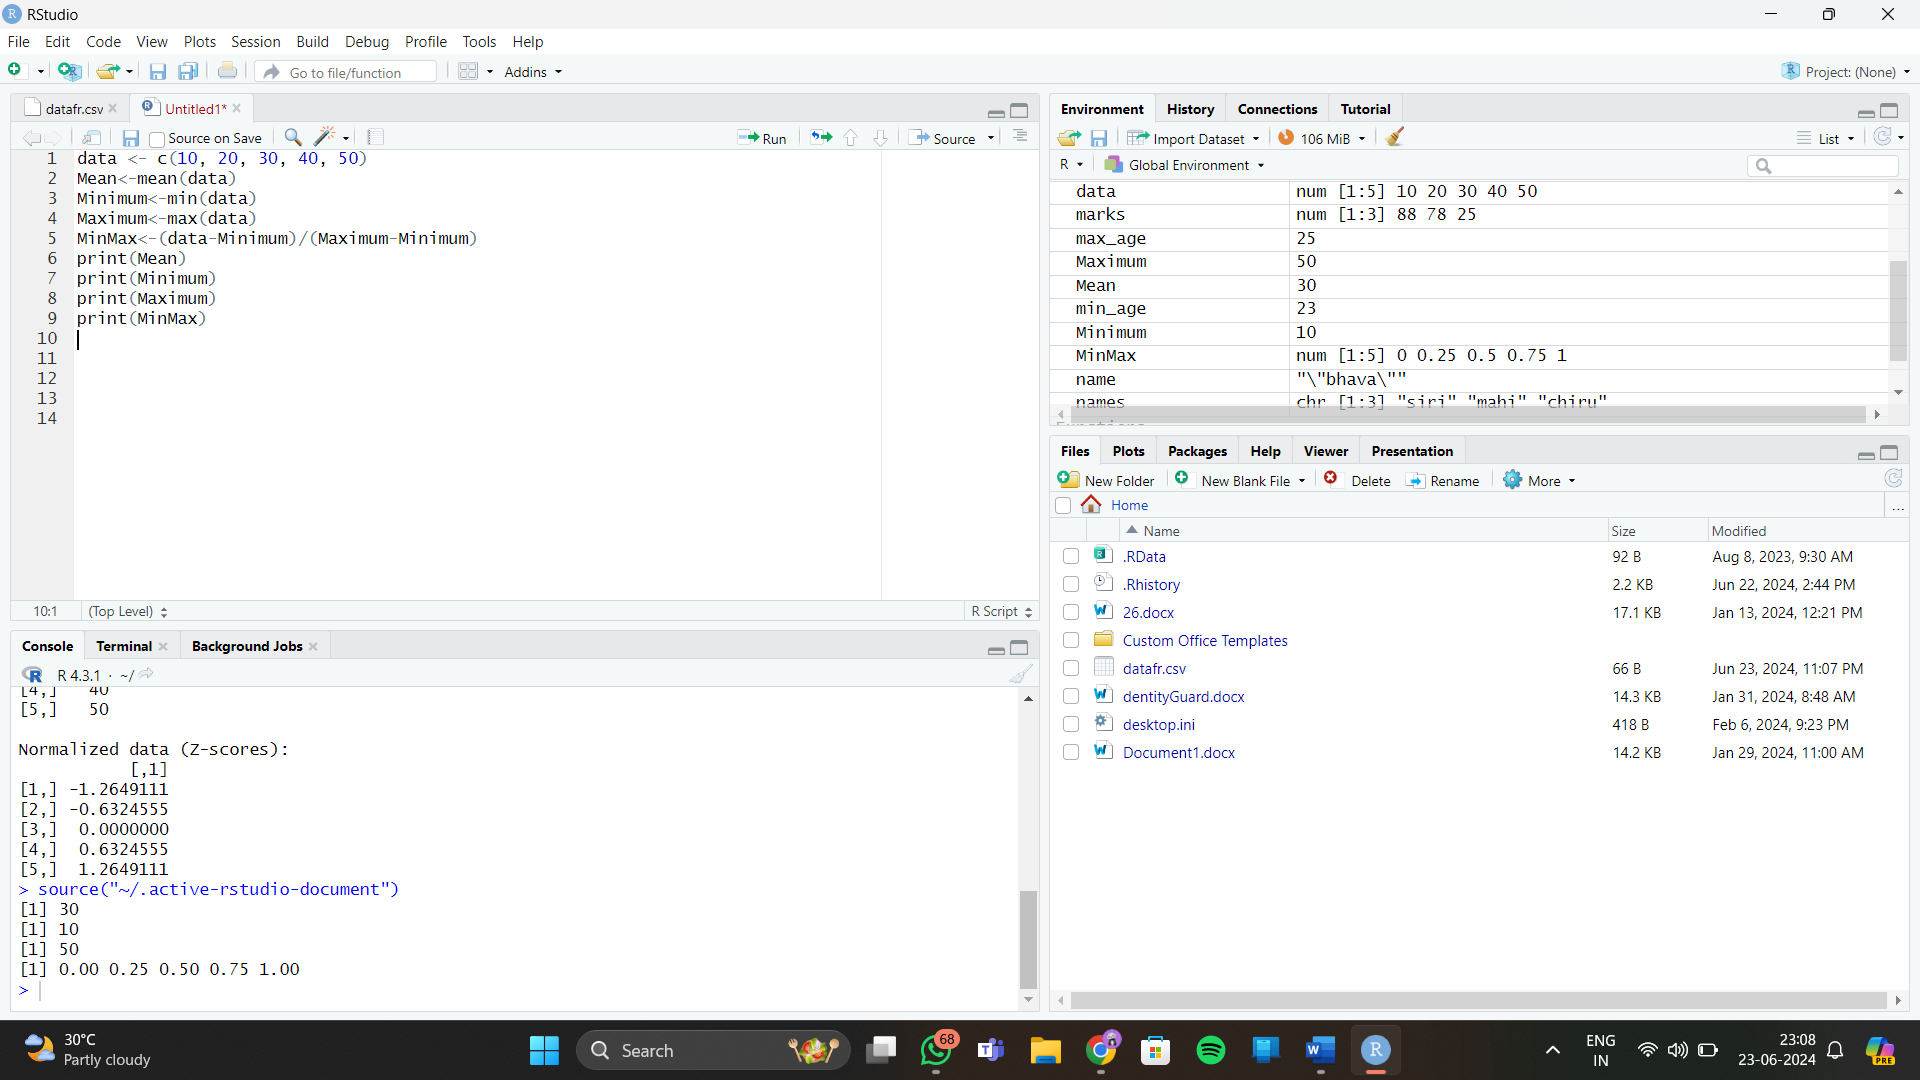 RStudio
File Edit Code View Plots Session Build Debug Profile Tools Help
Go to file/function Addins Project: (None)
datafr.csv Untitled1*
Source on Save Run Source
1 data <- c(10, 20, 30, 40, 50)
2 Mean<-mean(data)
3 Minimum<-min(data)
4 Maximum<-max(data)
5 MinMax<-(data-Minimum)/(Maximum-Minimum)
6 print(Mean)
7 print(Minimum)
8 print(Maximum)
9 print(MinMax)
10
11
12
13
14
10:1 (Top Level) R Script
Console Terminal Background Jobs
R 4.3.1 · ~/
[4,] 40
[5,] 50
Normalized data (Z-scores):
[,1]
[1,] -1.2649111
[2,] -0.6324555
[3,] 0.0000000
[4,] 0.6324555
[5,] 1.2649111
> source("~/.active-rstudio-document")
[1] 30
[1] 10
[1] 50
[1] 0.00 0.25 0.50 0.75 1.00
>
Environment History Connections Tutorial
Import Dataset 106 MiB List
R Global Environment
data num [1:5] 10 20 30 40 50
marks num [1:3] 88 78 25
max_age 25
Maximum 50
Mean 30
min_age 23
Minimum 10
MinMax num [1:5] 0 0.25 0.5 0.75 1
name "\"bhava\""
names chr [1:3] "siri" "mahi" "chiru"
Files Plots Packages Help Viewer Presentation
New Folder New Blank File Delete Rename More
Home ...
Name Size Modified
.RData 92 B Aug 8, 2023, 9:30 AM
.Rhistory 2.2 KB Jun 22, 2024, 2:44 PM
26.docx 17.1 KB Jan 13, 2024, 12:21 PM
Custom Office Templates
datafr.csv 66 B Jun 23, 2024, 11:07 PM
dentityGuard.docx 14.3 KB Jan 31, 2024, 8:48 AM
desktop.ini 418 B Feb 6, 2024, 9:23 PM
Document1.docx 14.2 KB Jan 29, 2024, 11:00 AM
30°C
Partly cloudy
Search
68
ENG
IN
23:08
23-06-2024
PRE